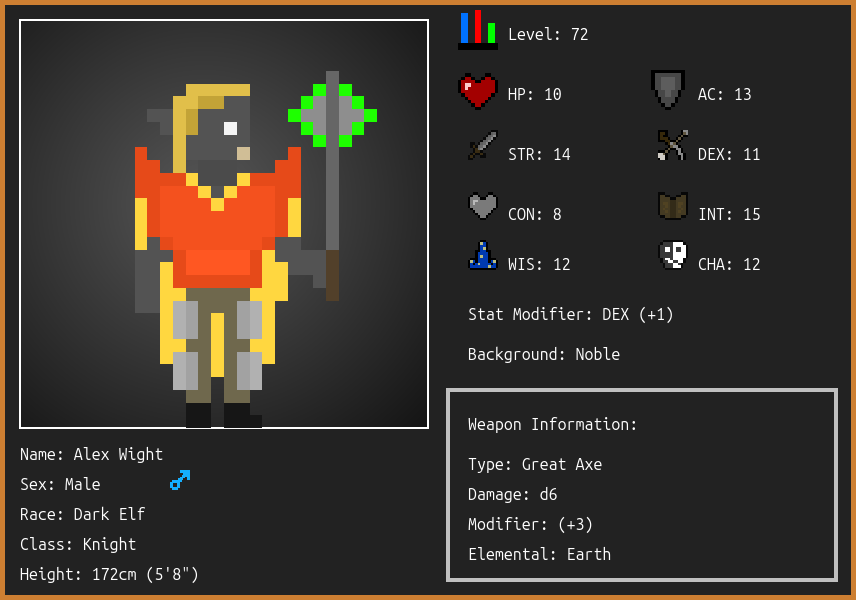 Level: 72
HP: 10
AC: 13
STR: 14
DEX: 11
CON: 8
INT: 15
WIS: 12
CHA: 12
Stat Modifier: DEX (+1)
Background: Noble
Weapon Information:
Type: Great Axe
Damage: d6
Modifier: (+3)
Elemental: Earth
Name: Alex Wight
Sex: Male
Race: Dark Elf
Class: Knight
Height: 172cm (5'8")